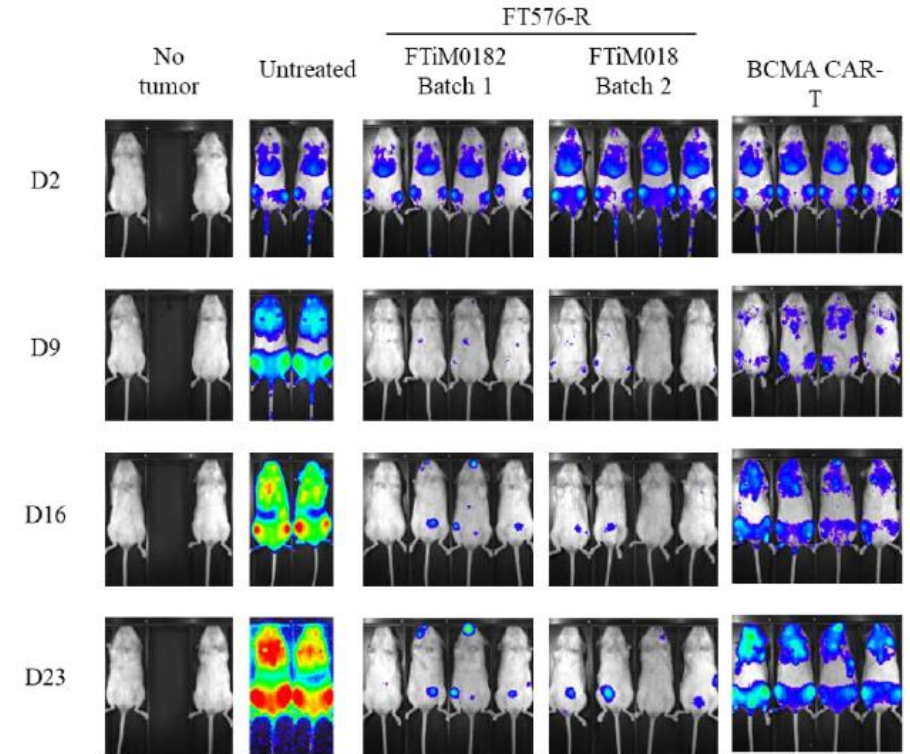 FT576-R
No
tumor
Untreated
FTiM0182
Batch 1
FTiM018
Batch 2
BCMA CAR-
T
D2
D9
D16
D23